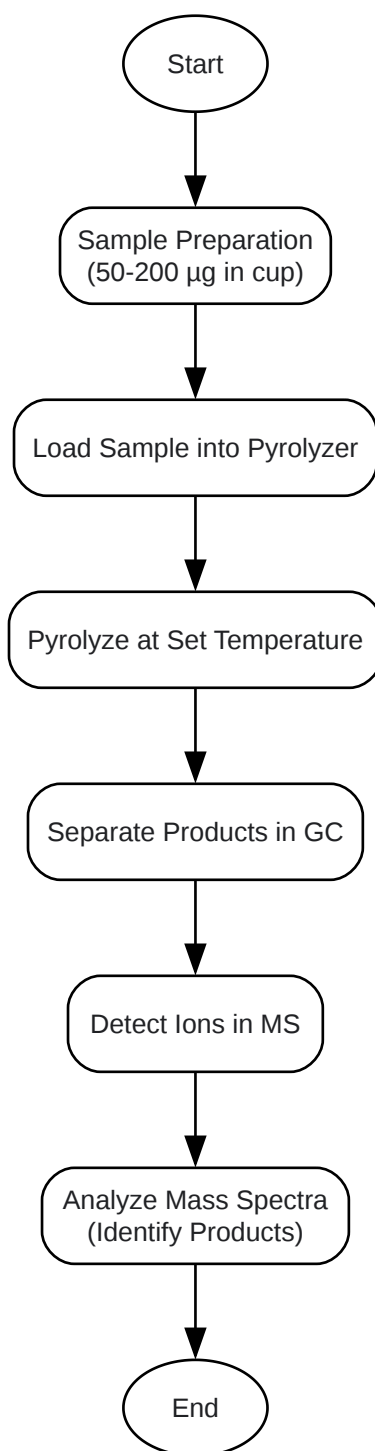 Start
Sample Preparation
(50-200 µg in cup)
Load Sample into Pyrolyzer
Pyrolyze at Set Temperature
Separate Products in GC
Detect Ions in MS
Analyze Mass Spectra
(Identify Products)
End